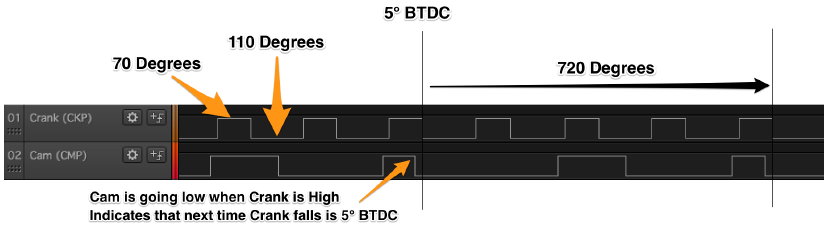 5° BTDC
110 Degrees
70 Degrees
720 Degrees
01 Crank (CKP)
02 Cam (CMP)
Cam is going low when Crank is High
Indicates that next time Crank falls is 5° BTDC